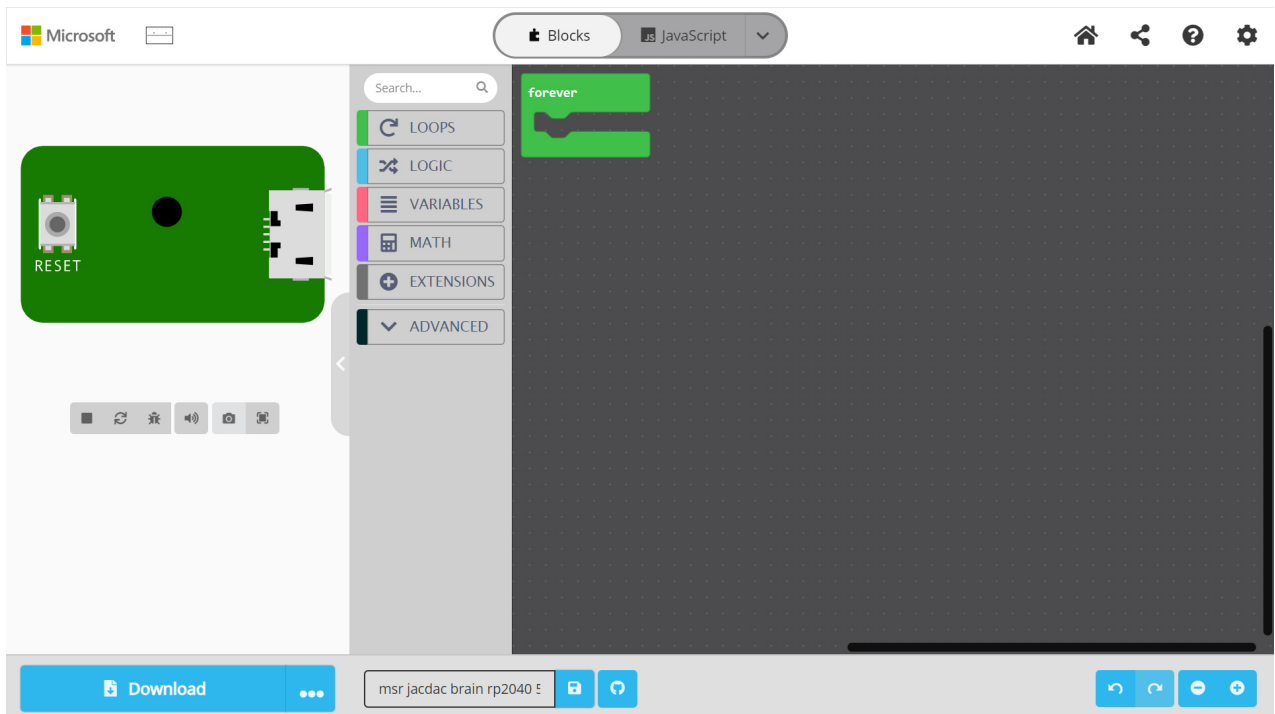 Microsoft
Blocks
JS JavaScript
Search...
forever
LOOPS
LOGIC
VARIABLES
MATH
EXTENSIONS
ADVANCED
RESET
Download
msr jacdac brain rp2040